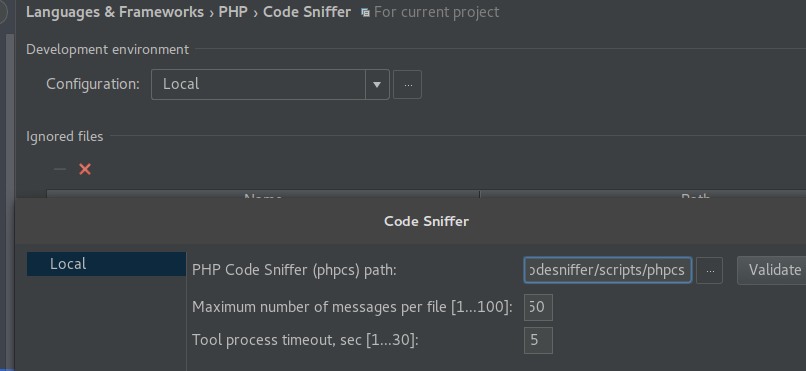 Languages & Frameworks › PHP › Code Sniffer For current project
Development environment
Configuration: Local ...
Ignored files
Name Path
Code Sniffer
Local
PHP Code Sniffer (phpcs) path: odesniffer/scripts/phpcs ... Validate
Maximum number of messages per file [1...100]: 50
Tool process timeout, sec [1...30]: 5